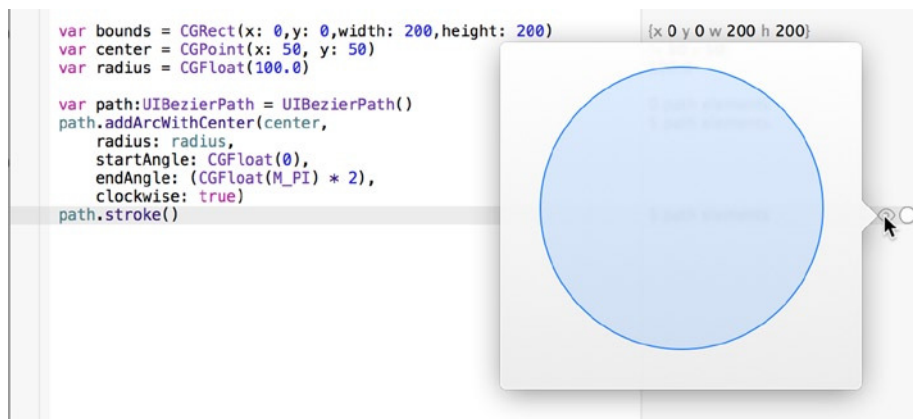 var bounds = CGRect(x: 0,y: 0,width: 200,height: 200)
{x 0 y 0 w 200 h 200}
var center = CGPoint(x: 50, y: 50)
var radius = CGFloat(100.0)
var path:UIBezierPath = UIBezierPath()
path.addArcWithCenter(center,
radius: radius,
startAngle: CGFloat(0),
endAngle: (CGFloat(M_PI) * 2),
clockwise: true)
path.stroke()